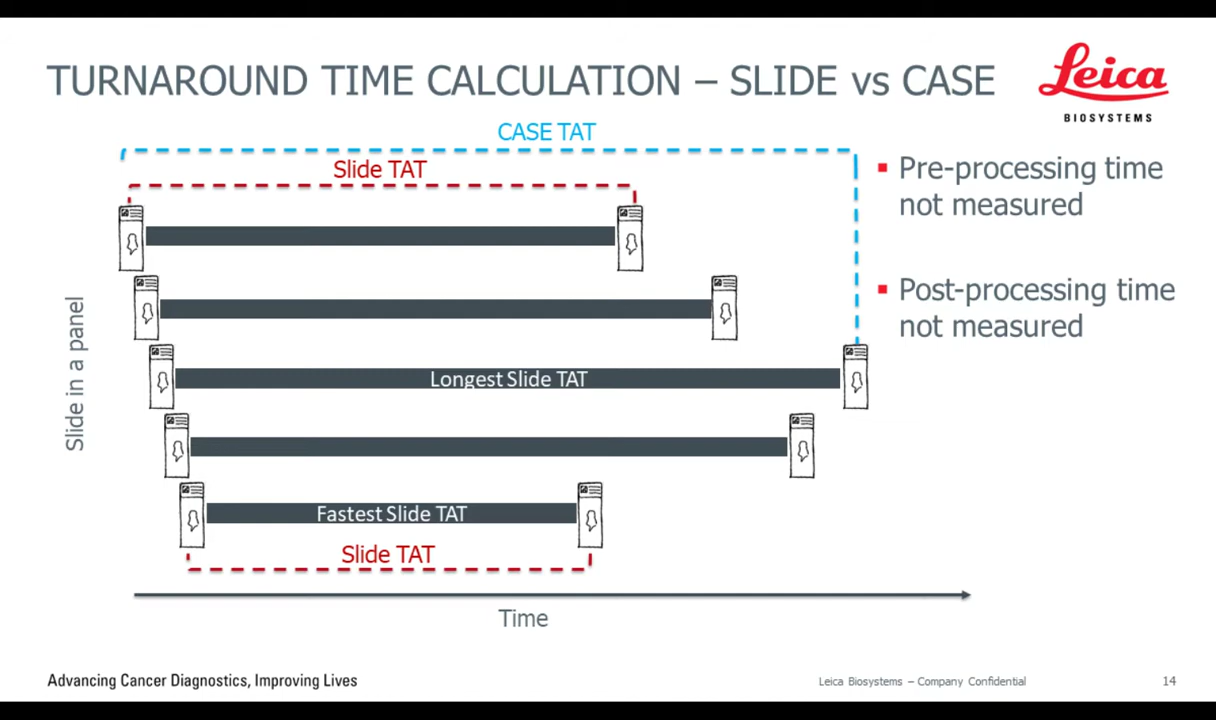 TURNAROUND TIME CALCULATION – SLIDE vs CASE
Leica
BIOSYSTEMS
CASE TAT
Slide TAT
Pre-processing time
not measured
Post-processing time
not measured
Slide in a panel
Longest Slide TAT
Fastest Slide TAT
Slide TAT
Time
Advancing Cancer Diagnostics, Improving Lives
Leica Biosystems – Company Confidential
14